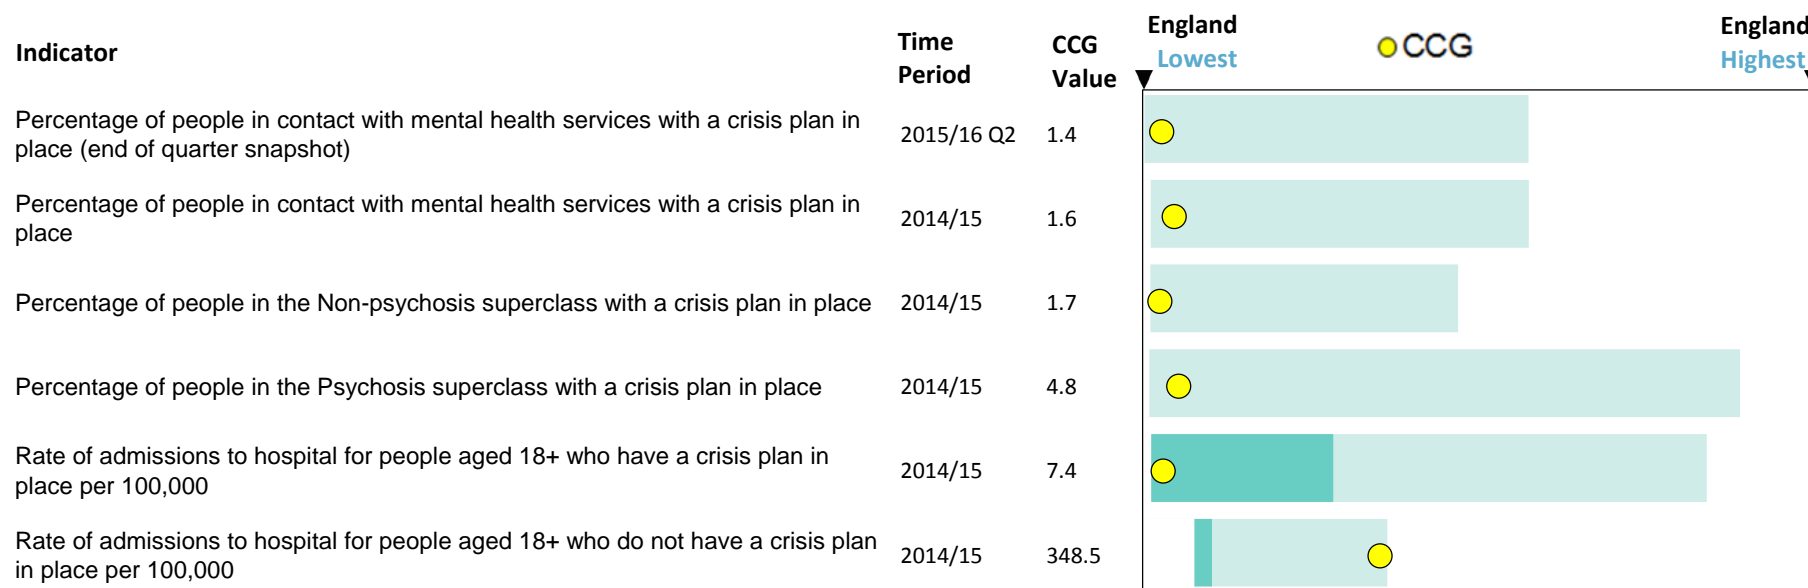 Indicator
Time Period
CCG Value
England Lowest
CCG
England Highest
Percentage of people in contact with mental health services with a crisis plan in
place (end of quarter snapshot)
2015/16 Q2
1.4
Percentage of people in contact with mental health services with a crisis plan in
place
2014/15
1.6
Percentage of people in the Non-psychosis superclass with a crisis plan in place
2014/15
1.7
Percentage of people in the Psychosis superclass with a crisis plan in place
2014/15
4.8
Rate of admissions to hospital for people aged 18+ who have a crisis plan in
place per 100,000
2014/15
7.4
Rate of admissions to hospital for people aged 18+ who do not have a crisis plan
in place per 100,000
2014/15
348.5